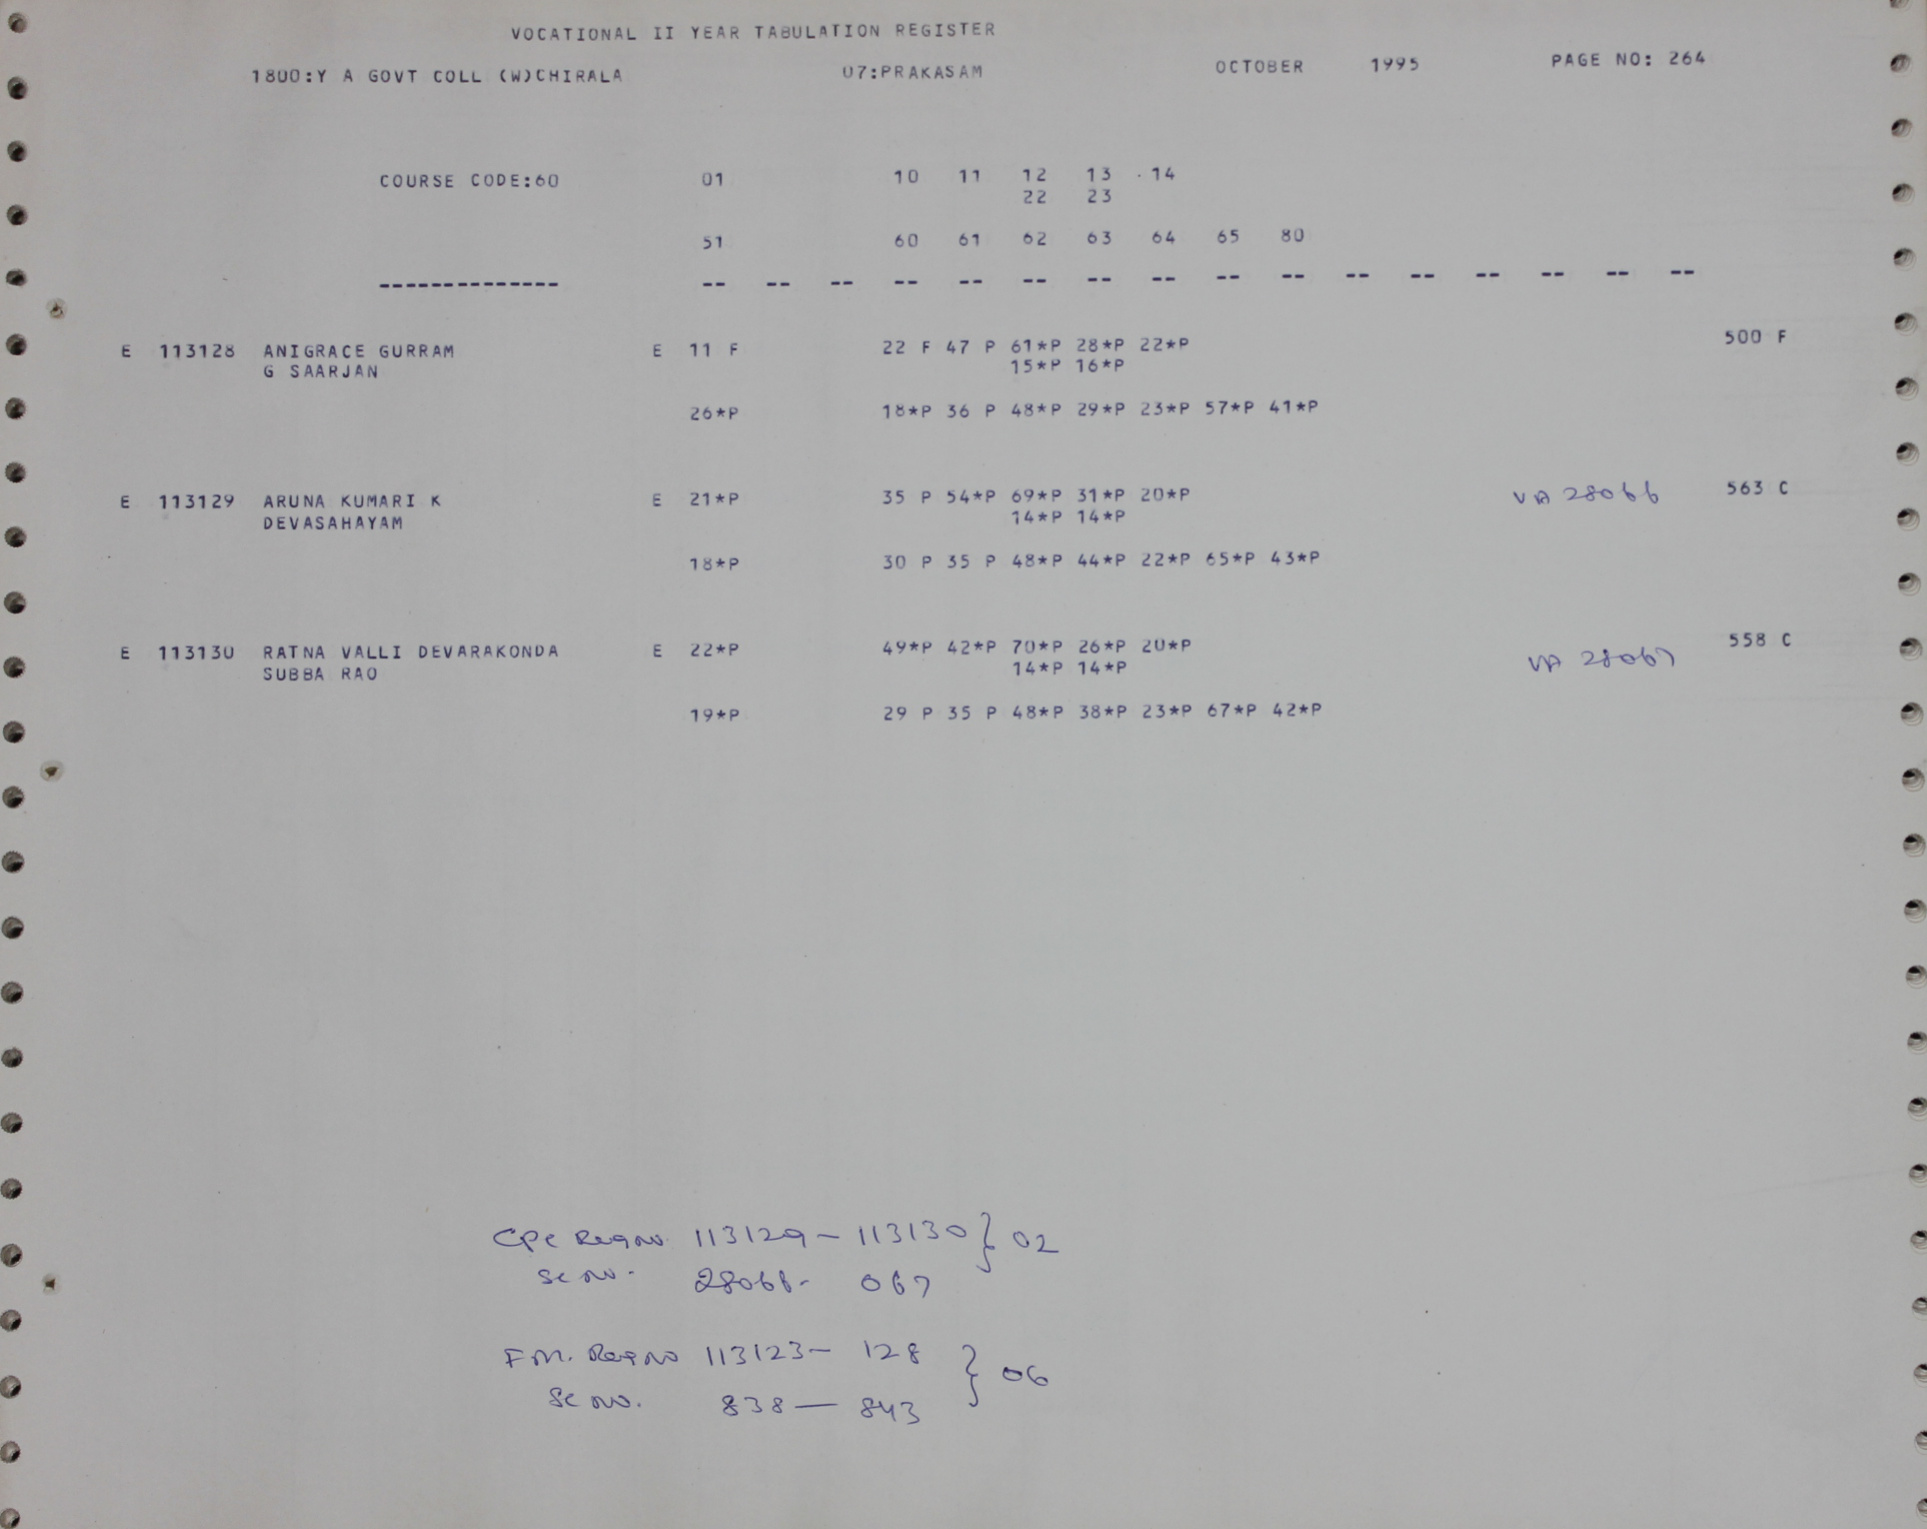 VOCATIONAL II YEAR TABULATION REGISTER
1800:Y A GOVT COLL (W)CHIRALA 07:PRAKASAM OCTOBER 1995 PAGE NO: 264
COURSE CODE:60 01 10 11 12 13 14
22 23
51 60 61 62 63 64 65 80
-------------- -- -- -- -- -- -- -- -- -- -- -- -- -- -- -- --
E 113128 ANIGRACE GURRAM E 11 F 22 F 47 P 61*P 28*P 22*P 500 F
G SAARJAN 15*P 16*P
26*P 18*P 36 P 48*P 29*P 23*P 57*P 41*P
E 113129 ARUNA KUMARI K E 21*P 35 P 54*P 69*P 31*P 20*P VA 28066 563 C
DEVASAHAYAM 14*P 14*P
18*P 30 P 35 P 48*P 44*P 22*P 65*P 43*P
E 113130 RATNA VALLI DEVARAKONDA E 22*P 49*P 42*P 70*P 26*P 20*P VA 28067 558 C
SUBBA RAO 14*P 14*P
19*P 29 P 35 P 48*P 38*P 23*P 67*P 42*P
CPC Regno. 113129 - 113130 } 02
Sc no. 28066 - 067
F.M. Regno 113123 - 128 } 06
Sc no. 838 - 843